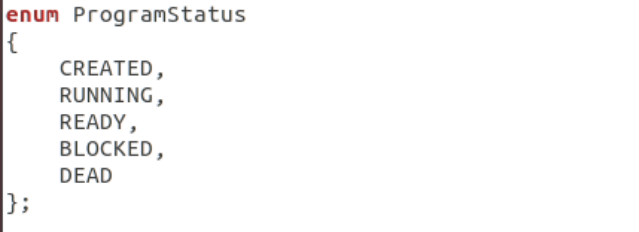 enum ProgramStatus
{
    CREATED,
    RUNNING,
    READY,
    BLOCKED,
    DEAD
};